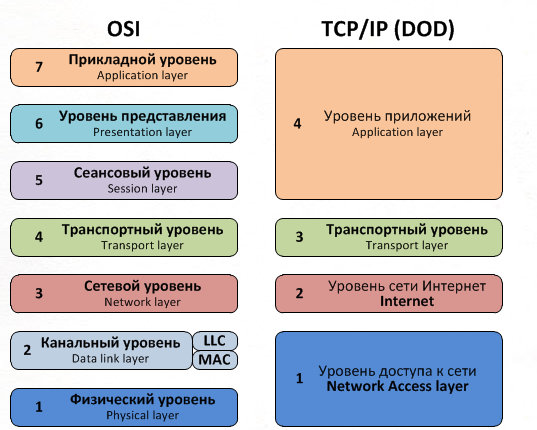 OSI
7
Прикладной уровень
Application layer
6
Уровень представления
Presentation layer
5
Сеансовый уровень
Session layer
4
Транспортный уровень
Transport layer
3
Сетевой уровень
Network layer
2
Канальный уровень
Data link layer
LLC
MAC
1
Физический уровень
Physical layer
TCP/IP (DOD)
4
Уровень приложений
Application layer
3
Транспортный уровень
Transport layer
2
Уровень сети Интернет
Internet
1
Уровень доступа к сети
Network Access layer